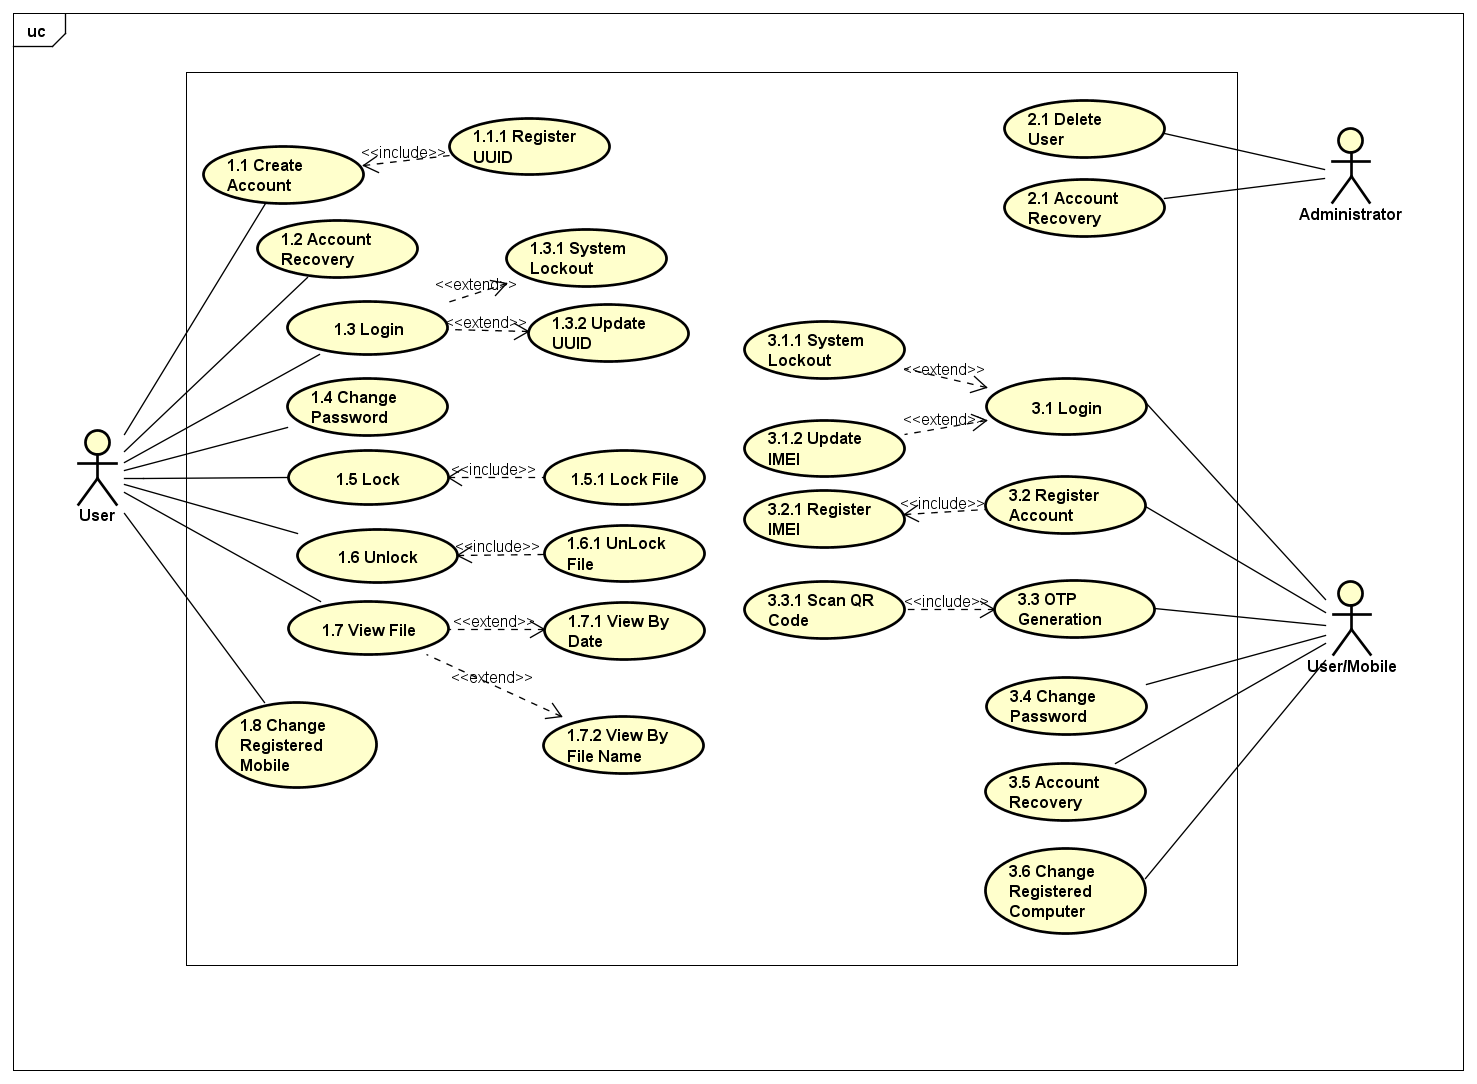 uc
1.1 Create
Account
<<include>>
1.1.1 Register
UUID
1.2 Account
Recovery
1.3 Login
<<extend>>
1.3.1 System
Lockout
<<extend>>
1.3.2 Update
UUID
1.4 Change
Password
1.5 Lock
<<include>>
1.5.1 Lock File
1.6 Unlock
<<include>>
1.6.1 UnLock
File
1.7 View File
<<extend>>
1.7.1 View By
Date
<<extend>>
1.7.2 View By
File Name
1.8 Change
Registered
Mobile
User
2.1 Delete
User
2.1 Account
Recovery
Administrator
3.1.1 System
Lockout
<<extend>>
3.1 Login
3.1.2 Update
IMEI
<<extend>>
3.2.1 Register
IMEI
<<include>>
3.2 Register
Account
3.3.1 Scan QR
Code
<<include>>
3.3 OTP
Generation
3.4 Change
Password
3.5 Account
Recovery
3.6 Change
Registered
Computer
User/Mobile